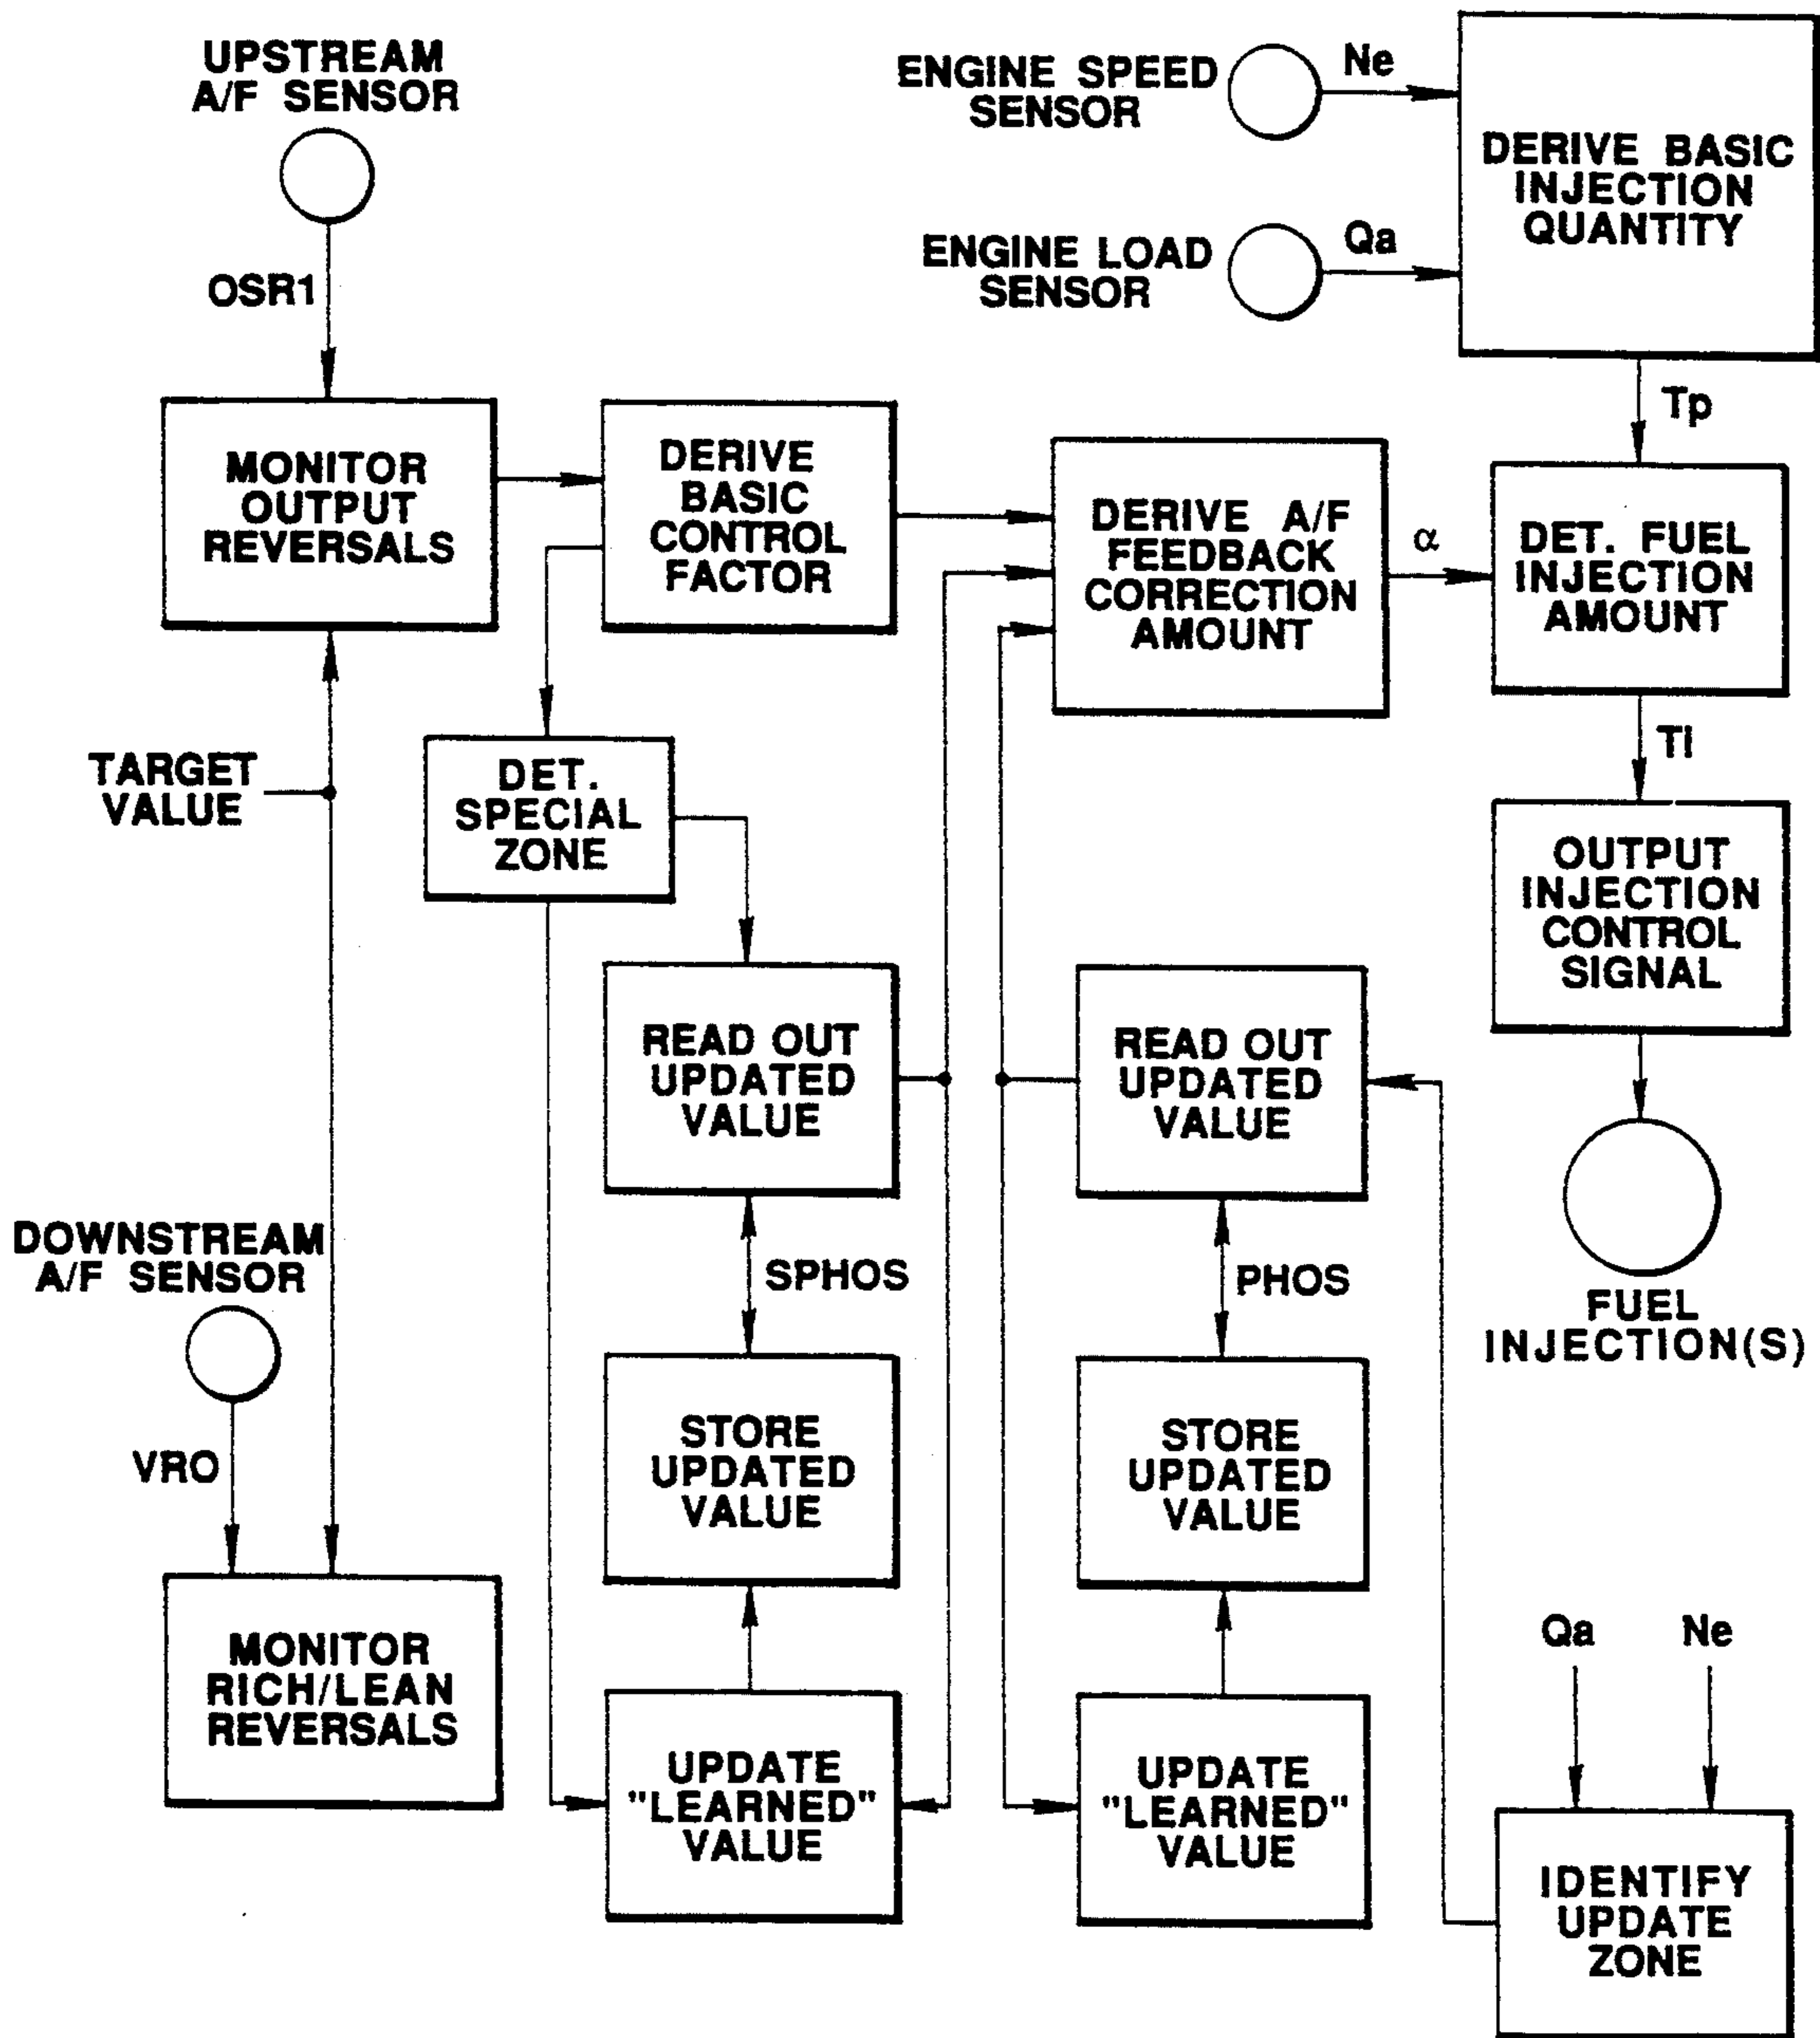 UPSTREAM
A/F SENSOR
OSR1
ENGINE SPEED
SENSOR
Ne
ENGINE LOAD
SENSOR
Qa
DERIVE BASIC
INJECTION
QUANTITY
Tp
MONITOR
OUTPUT
REVERSALS
DERIVE
BASIC
CONTROL
FACTOR
DERIVE A/F
FEEDBACK
CORRECTION
AMOUNT
α
DET. FUEL
INJECTION
AMOUNT
TI
TARGET
VALUE
DET.
SPECIAL
ZONE
OUTPUT
INJECTION
CONTROL
SIGNAL
READ OUT
UPDATED
VALUE
READ OUT
UPDATED
VALUE
DOWNSTREAM
A/F SENSOR
SPHOS
PHOS
FUEL
INJECTION(S)
VRO
STORE
UPDATED
VALUE
STORE
UPDATED
VALUE
MONITOR
RICH/LEAN
REVERSALS
UPDATE
"LEARNED"
VALUE
UPDATE
"LEARNED"
VALUE
Qa
Ne
IDENTIFY
UPDATE
ZONE